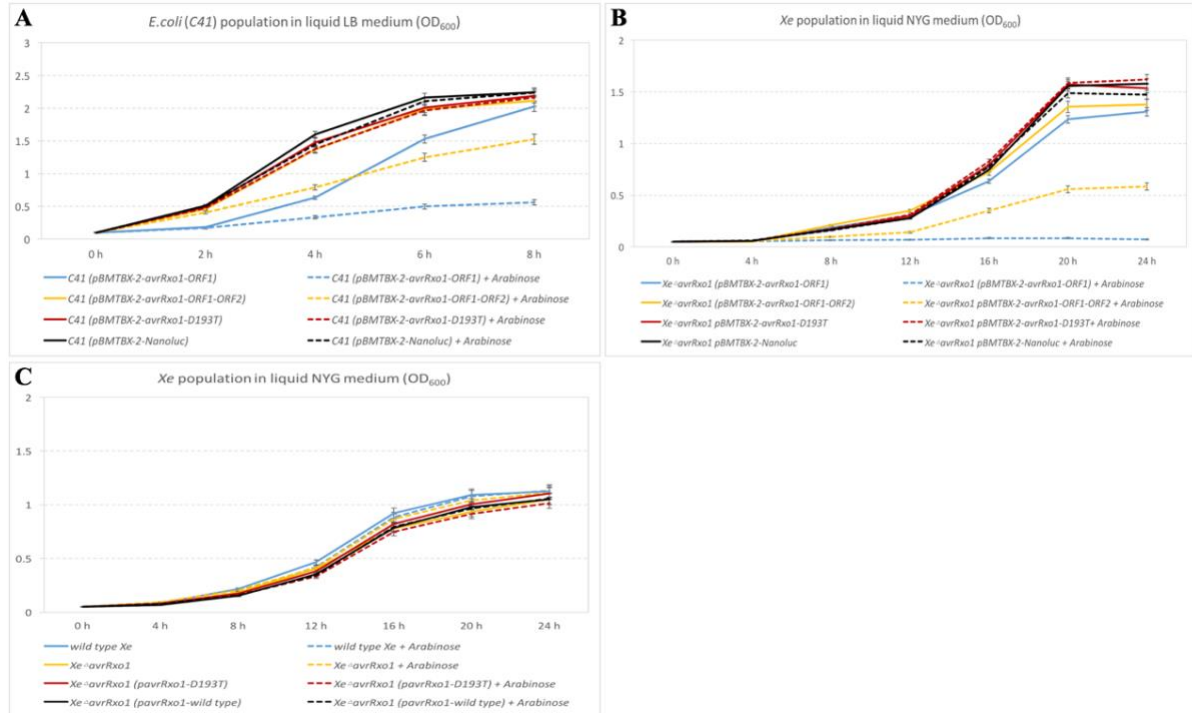 A
E.coli (C41) population in liquid LB medium (OD600)
3
2.5
2
1.5
1
0.5
0
0 h 2 h 4 h 6 h 8 h
C41 (pBMTBX-2-avrRxo1-ORF1) C41 (pBMTBX-2-avrRxo1-ORF1) + Arabinose
C41 (pBMTBX-2-avrRxo1-ORF1-ORF2) C41 (pBMTBX-2-avrRxo1-ORF1-ORF2) + Arabinose
C41 (pBMTBX-2-avrRxo1-D193T) C41 (pBMTBX-2-avrRxo1-D193T) + Arabinose
C41 (pBMTBX-2-Nanoluc) C41 (pBMTBX-2-Nanoluc) + Arabinose
B
Xe population in liquid NYG medium (OD600)
2
1.5
1
0.5
0
0 h 4 h 8 h 12 h 16 h 20 h 24 h
Xe▵avrRxo1 (pBMTBX-2-avrRxo1-ORF1) Xe▵avrRxo1 (pBMTBX-2-avrRxo1-ORF1) + Arabinose
Xe▵avrRxo1 (pBMTBX-2-avrRxo1-ORF1-ORF2) Xe▵avrRxo1 pBMTBX-2-avrRxo1-ORF1-ORF2 + Arabinose
Xe▵avrRxo1 pBMTBX-2-avrRxo1-D193T Xe▵avrRxo1 pBMTBX-2-avrRxo1-D193T+ Arabinose
Xe▵avrRxo1 pBMTBX-2-Nanoluc Xe▵avrRxo1 pBMTBX-2-Nanoluc + Arabinose
C
Xe population in liquid NYG medium (OD600)
2
1.5
1
0.5
0
0 h 4 h 8 h 12 h 16 h 20 h 24 h
wild type Xe wild type Xe + Arabinose
Xe▵avrRxo1 Xe▵avrRxo1 + Arabinose
Xe▵avrRxo1 (pavrRxo1-D193T) Xe▵avrRxo1 (pavrRxo1-D193T) + Arabinose
Xe▵avrRxo1 (pavrRxo1-wild type) Xe▵avrRxo1 (pavrRxo1-wild type) + Arabinose